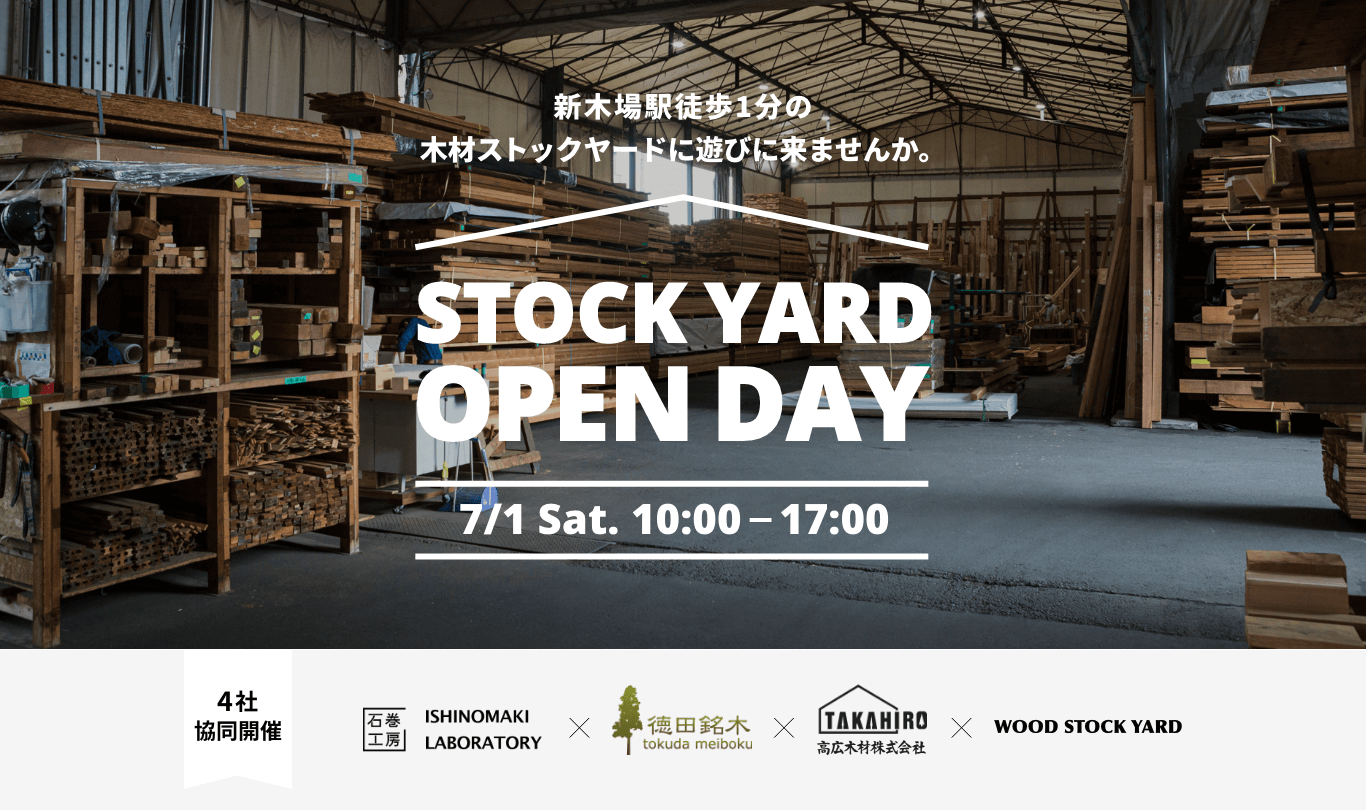 新木場駅徒歩1分の
木材ストックヤードに遊びに来ませんか。
STOCK YARD
OPEN DAY
7/1 Sat. 10:00–17:00
4社
協同開催
石巻
工房
ISHINOMAKI
LABORATORY
×
徳田銘木
tokuda meiboku
×
TAKAHIRO
高広木材株式会社
×
WOOD STOCK YARD